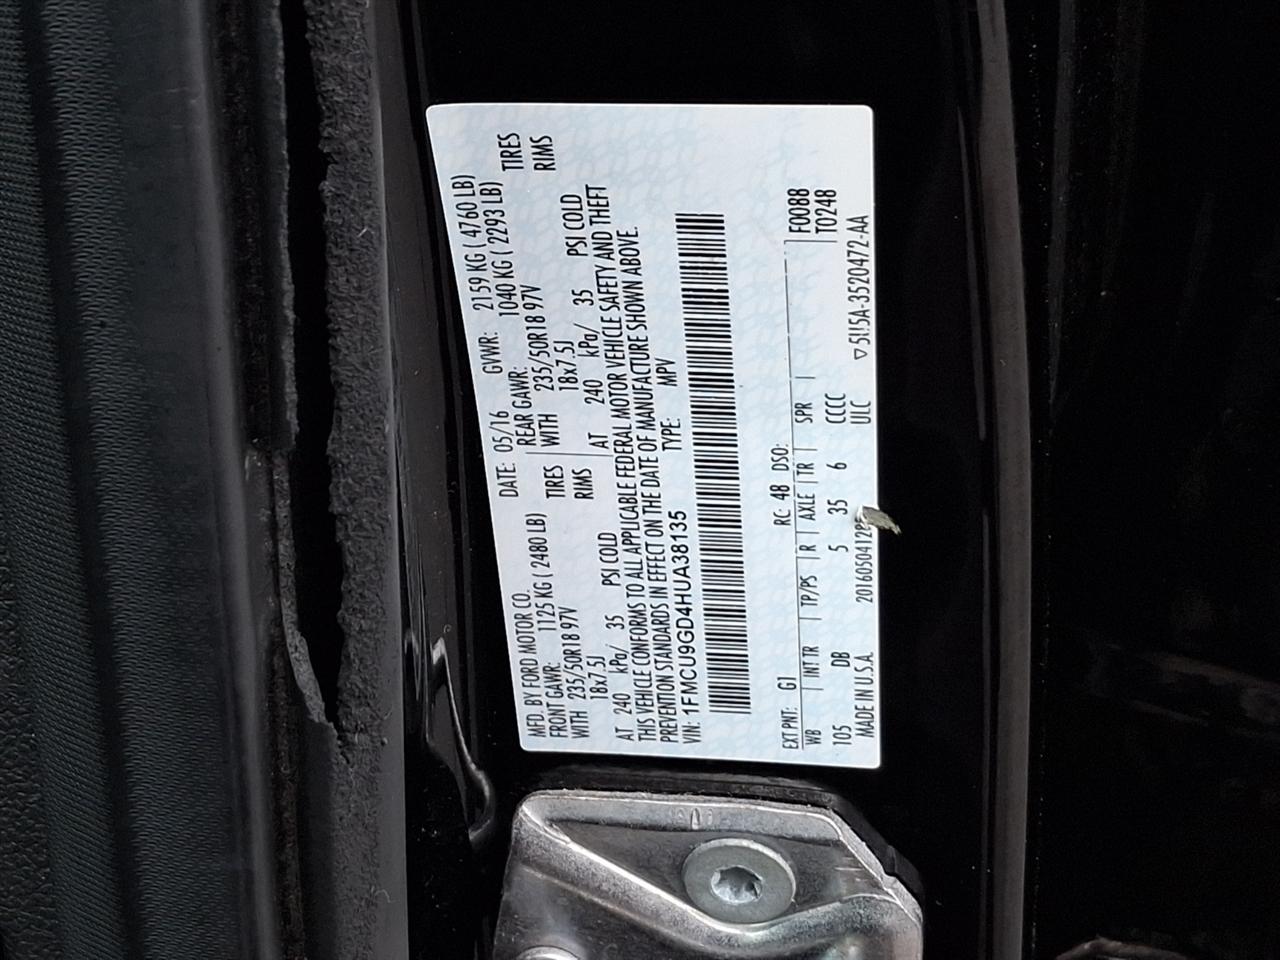 MFD. BY FORD MOTOR CO. DATE: 05/16 GVWR: 2159 KG ( 4760 LB)
FRONT GAWR: 1125 KG ( 2480 LB) REAR GAWR: 1040 KG ( 2293 LB)
WITH 235/50R18 97V TIRES WITH 235/50R18 97V TIRES
18x7.5J RIMS 18x7.5J RIMS
AT 240 kPa/ 35 PSI COLD AT 240 kPa/ 35 PSI COLD
THIS VEHICLE CONFORMS TO ALL APPLICABLE FEDERAL MOTOR VEHICLE SAFETY AND THEFT
PREVENTION STANDARDS IN EFFECT ON THE DATE OF MANUFACTURE SHOWN ABOVE.
VIN: 1FMCU9GD4HUA38135 TYPE: MPV
EXT PNT: G1 RC: 48 DSO: F0088
WB INT TR TP/PS R AXLE TR SPR T0248
105 DB 5 35 6 CCCC
MADE IN U.S.A. 20160504128 ULC ▽5U5A-3520472-AA